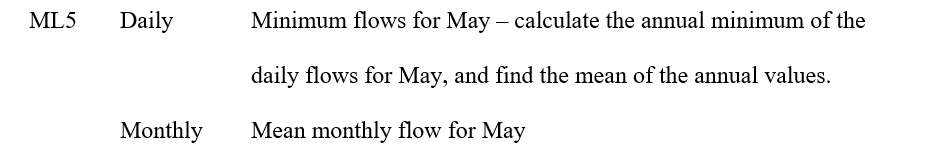 ML5 Daily Minimum flows for May – calculate the annual minimum of the
daily flows for May, and find the mean of the annual values.
Monthly Mean monthly flow for May